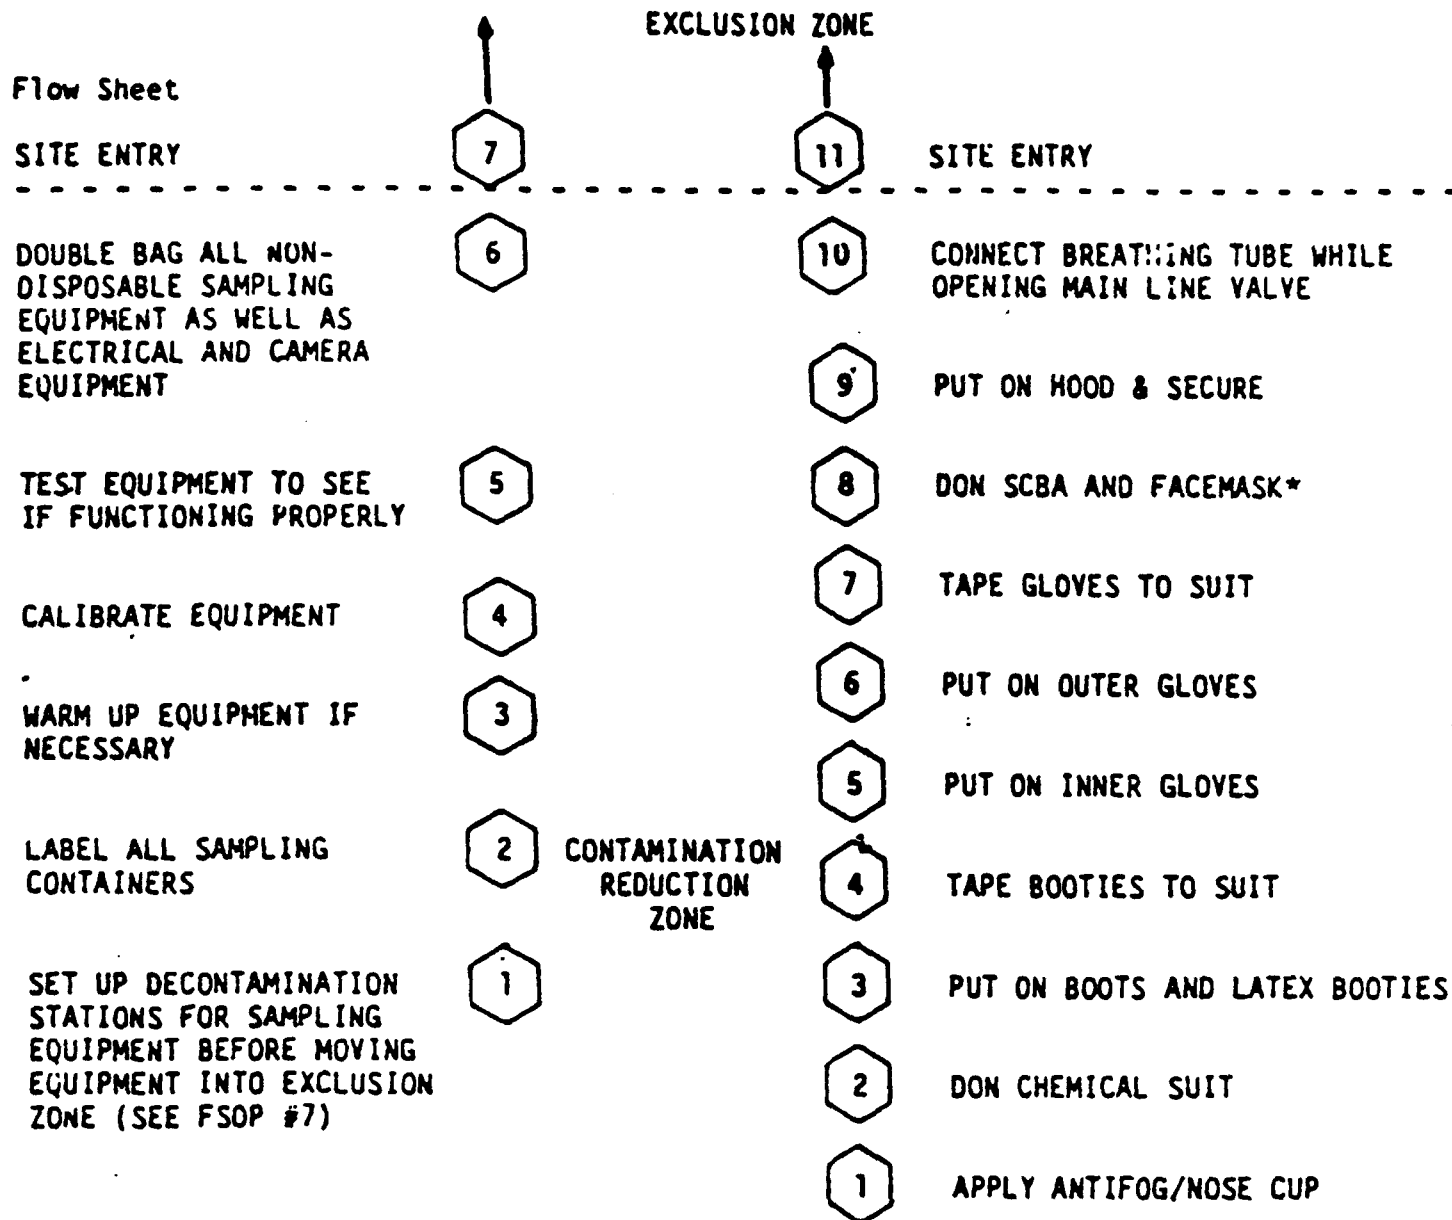 EXCLUSION ZONE
Flow Sheet
SITE ENTRY
7
11
SITE ENTRY
DOUBLE BAG ALL NON-
DISPOSABLE SAMPLING
EQUIPMENT AS WELL AS
ELECTRICAL AND CAMERA
EQUIPMENT
6
10
CONNECT BREATHING TUBE WHILE
OPENING MAIN LINE VALVE
9
PUT ON HOOD & SECURE
TEST EQUIPMENT TO SEE
IF FUNCTIONING PROPERLY
5
8
DON SCBA AND FACEMASK*
7
TAPE GLOVES TO SUIT
CALIBRATE EQUIPMENT
4
6
PUT ON OUTER GLOVES
WARM UP EQUIPMENT IF
NECESSARY
3
5
PUT ON INNER GLOVES
LABEL ALL SAMPLING
CONTAINERS
2
CONTAMINATION
REDUCTION
ZONE
4
TAPE BOOTIES TO SUIT
SET UP DECONTAMINATION
STATIONS FOR SAMPLING
EQUIPMENT BEFORE MOVING
EQUIPMENT INTO EXCLUSION
ZONE (SEE FSOP #7)
1
3
PUT ON BOOTS AND LATEX BOOTIES
2
DON CHEMICAL SUIT
1
APPLY ANTIFOG/NOSE CUP